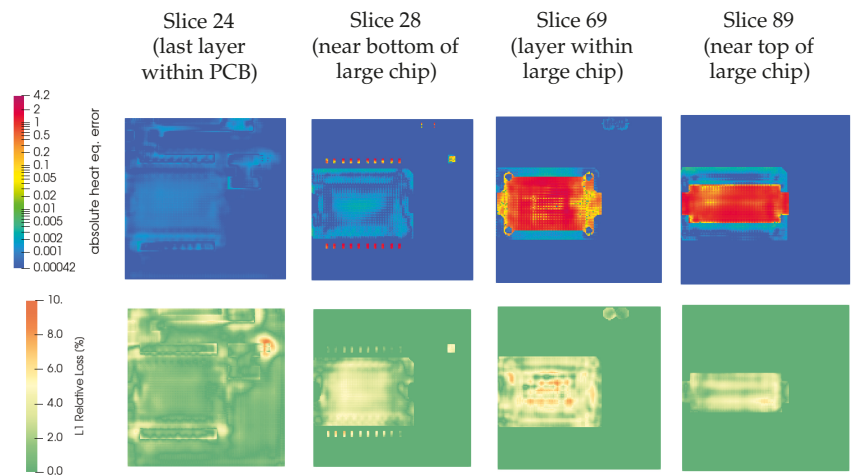 Slice 24
(last layer
within PCB)
Slice 28
(near bottom of
large chip)
Slice 69
(layer within
large chip)
Slice 89
(near top of
large chip)
absolute heat eq. error
4.2
2
1
0.5
0.2
0.1
0.05
0.02
0.01
0.005
0.002
0.001
0.00042
L1 Relative Loss (%)
10.
8.0
6.0
4.0
2.0
0.0